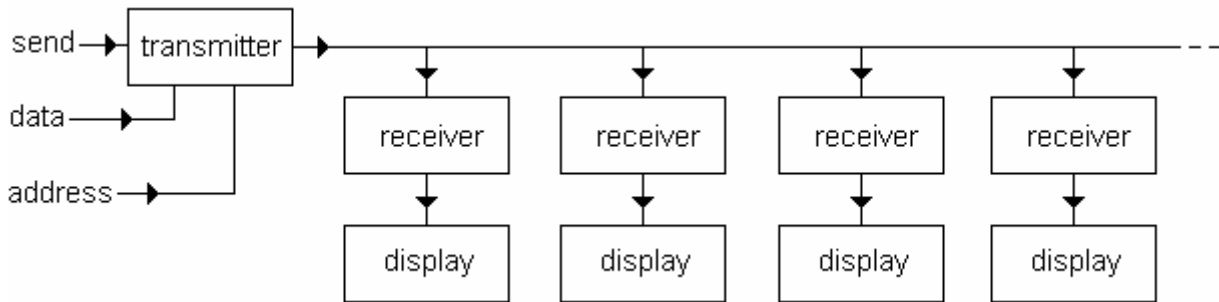 send
transmitter
data
address
receiver receiver receiver receiver
display display display display